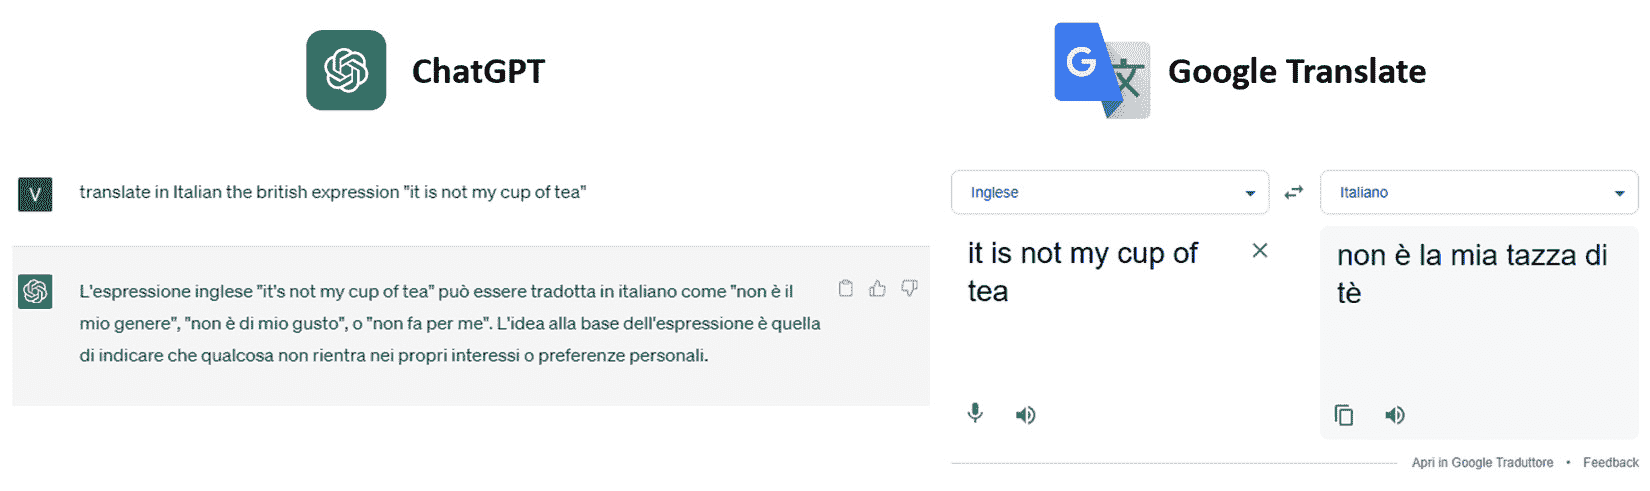 ChatGPT
Google Translate
V
translate in Italian the british expression "it is not my cup of tea"
L'espressione inglese "it's not my cup of tea" può essere tradotta in italiano come "non è il
mio genere", "non è di mio gusto", o "non fa per me". L'idea alla base dell'espressione è quella
di indicare che qualcosa non rientra nei propri interessi o preferenze personali.
Inglese
Italiano
it is not my cup of
tea
non è la mia tazza di
tè
Apri in Google Traduttore • Feedback